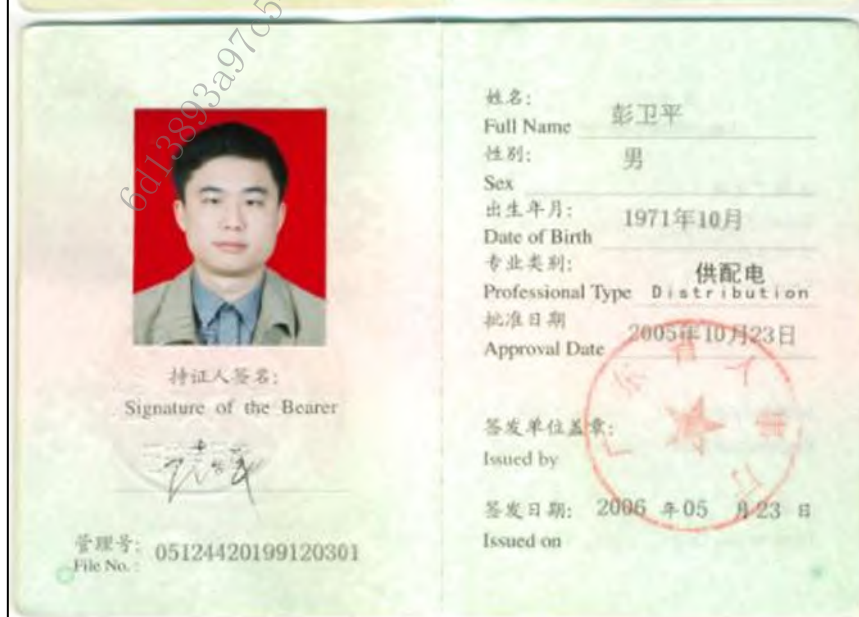 6d13893a97c5
持证人签名:
Signature of the Bearer
管理号: 05124420199120301
File No. :
姓名: 彭卫平
Full Name
性别: 男
Sex
出生年月: 1971年10月
Date of Birth
专业类别: 供配电
Professional Type Distribution
批准日期 2005年10月23日
Approval Date
签发单位盖章:
Issued by
签发日期: 2006 年 05 月 23 日
Issued on